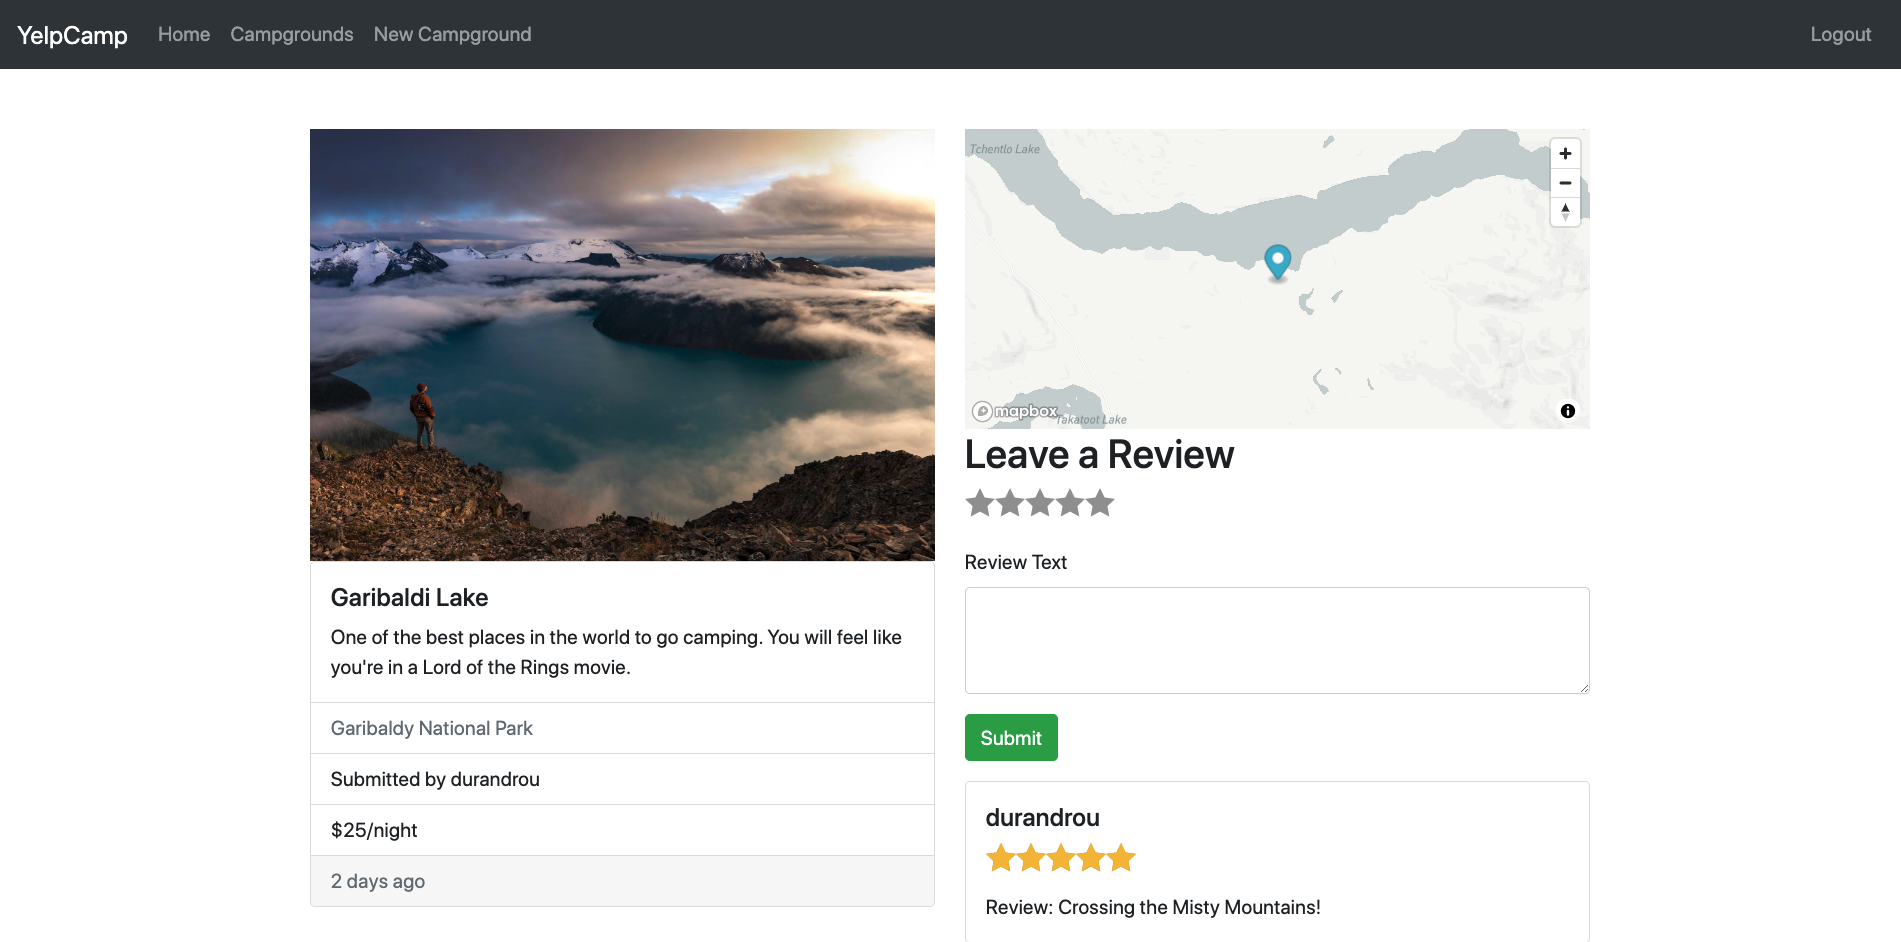 YelpCamp
Home
Campgrounds
New Campground
Logout
Garibaldi Lake
One of the best places in the world to go camping. You will feel like
you're in a Lord of the Rings movie.
Garibaldy National Park
Submitted by durandrou
$25/night
2 days ago
Tchentlo Lake
mapbox
Takatoot Lake
Leave a Review
Review Text
Submit
durandrou
Review: Crossing the Misty Mountains!